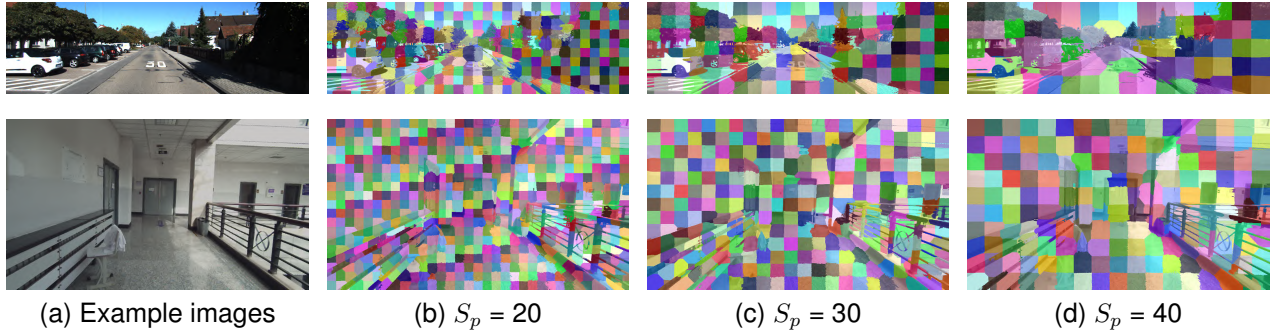 30
(a) Example images
(b) S_p = 20
(c) S_p = 30
(d) S_p = 40